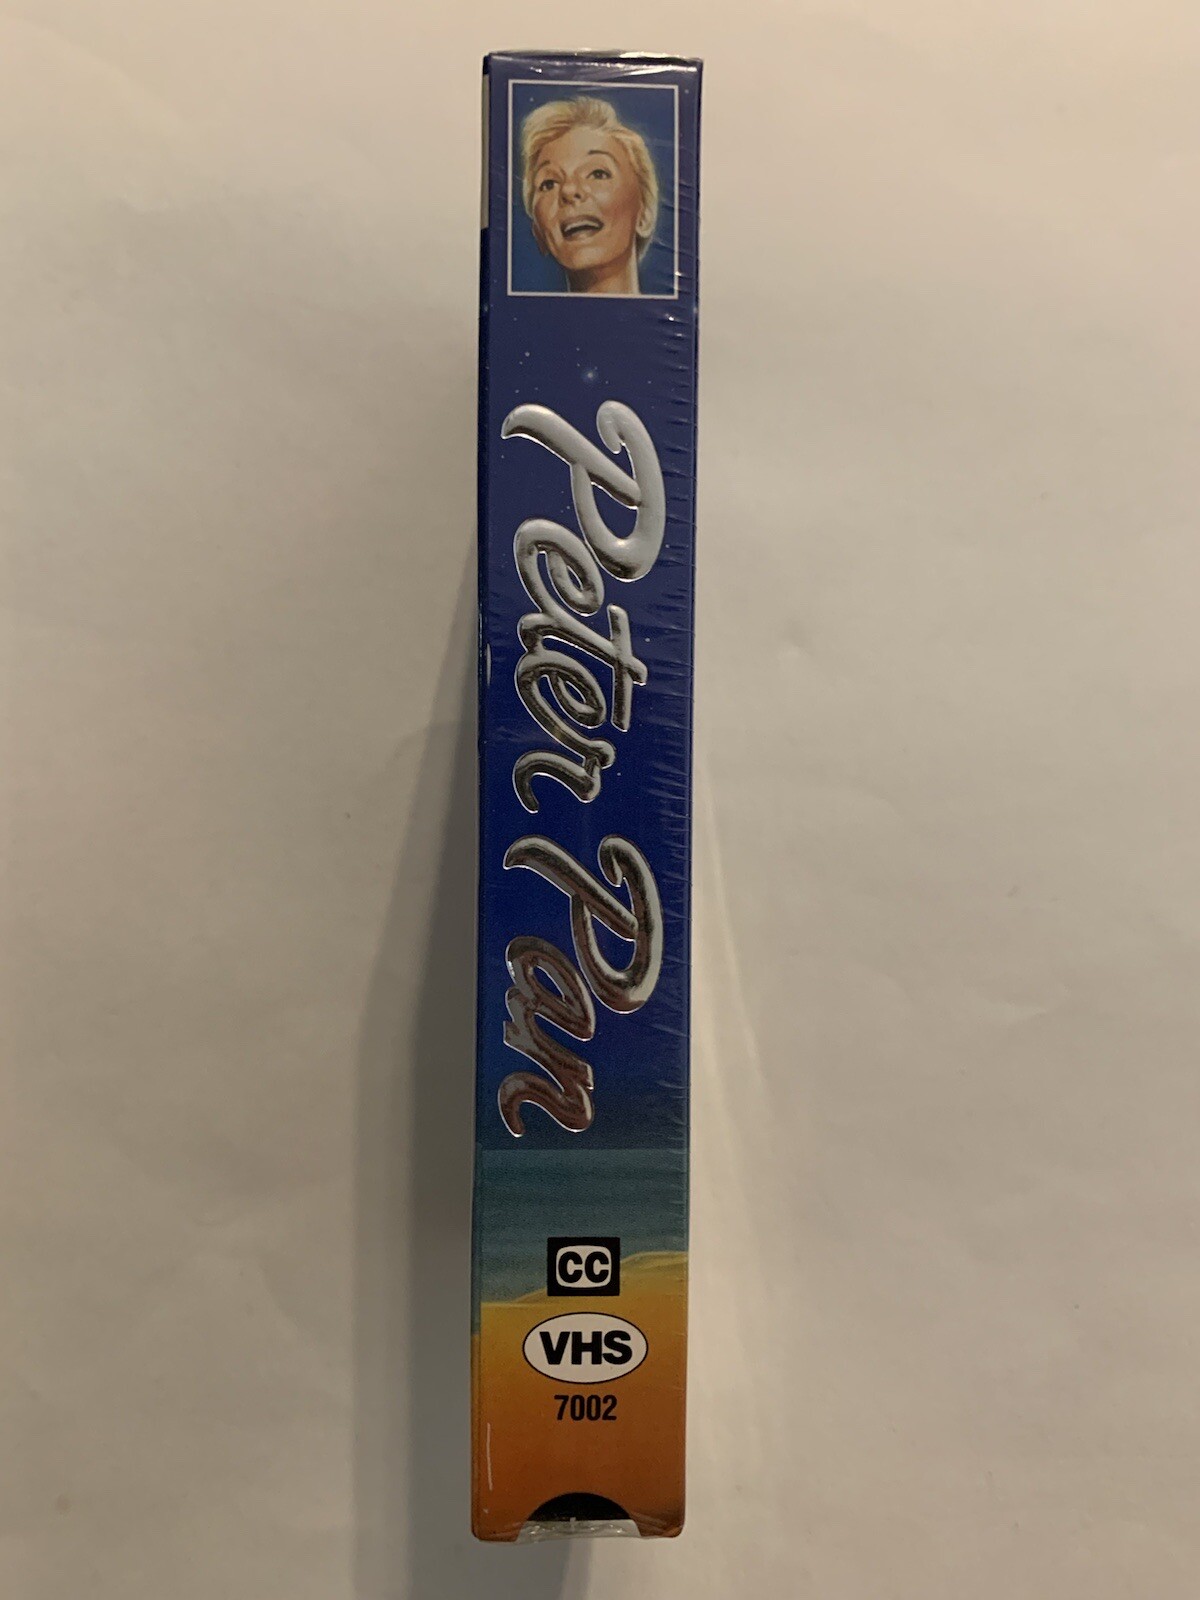 Peter Pan
CC
VHS
7002